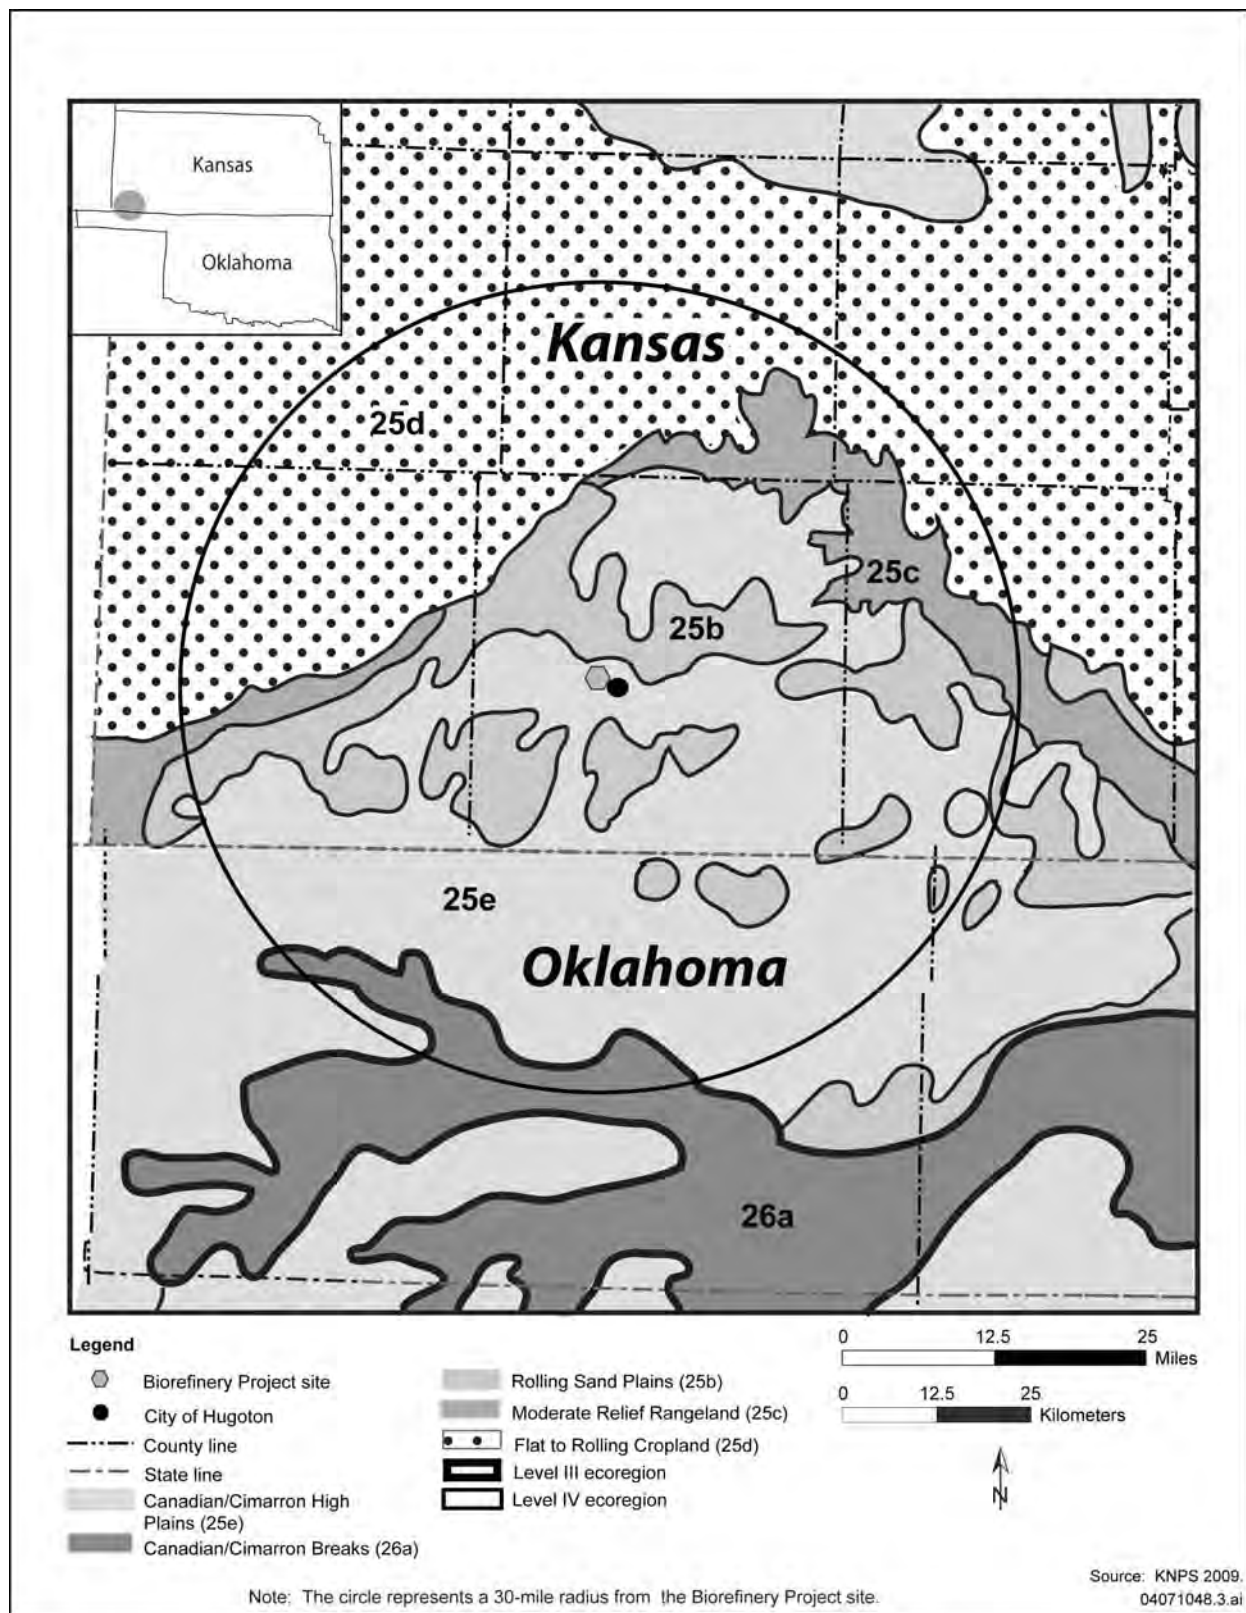 Kansas
Oklahoma
Kansas
25d
25c
25b
25e
Oklahoma
26a
Legend
Biorefinery Project site
City of Hugoton
County line
State line
Canadian/Cimarron High
Plains (25e)
Canadian/Cimarron Breaks (26a)
Rolling Sand Plains (25b)
Moderate Relief Rangeland (25c)
Flat to Rolling Cropland (25d)
Level III ecoregion
Level IV ecoregion
0 12.5 25
Miles
0 12.5 25
Kilometers
N
Source: KNPS 2009.
Note: The circle represents a 30-mile radius from the Biorefinery Project site.
04071048.3.ai